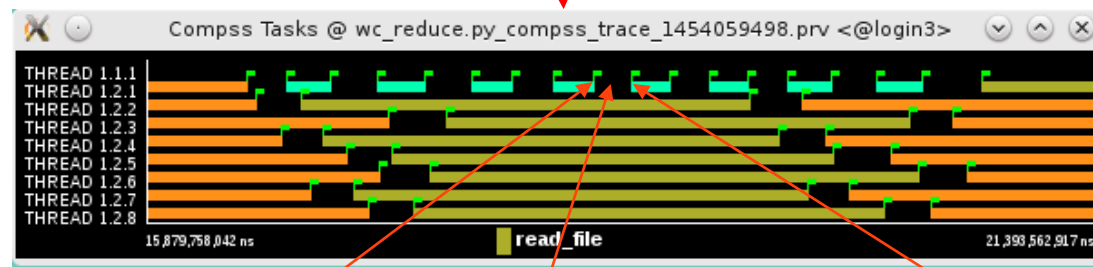 Compss Tasks @ wc_reduce.py_compss_trace_1454059498.prv <@login3>
THREAD 1.1.1
THREAD 1.2.1
THREAD 1.2.2
THREAD 1.2.3
THREAD 1.2.4
THREAD 1.2.5
THREAD 1.2.6
THREAD 1.2.7
THREAD 1.2.8
15,879,758,042 ns
read_file
21,393,562,917 ns